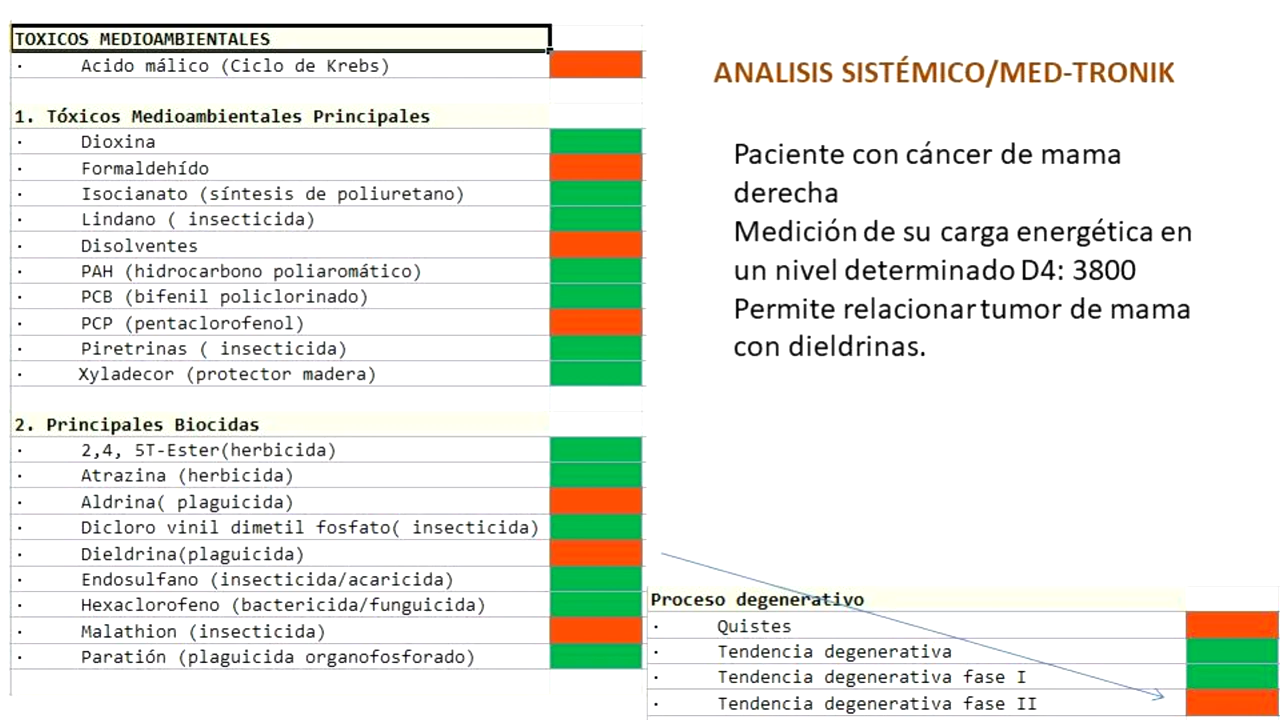 TOXICOS MEDIOAMBIENTALES
· Acido málico (Ciclo de Krebs)
1. Tóxicos Medioambientales Principales
· Dioxina
· Formaldehído
· Isocianato (síntesis de poliuretano)
· Lindano ( insecticida)
· Disolventes
· PAH (hidrocarbono poliaromático)
· PCB (bifenil policlorinado)
· PCP (pentaclorofenol)
· Piretrinas ( insecticida)
· Xyladecor (protector madera)
2. Principales Biocidas
· 2,4, 5T-Ester(herbicida)
· Atrazina (herbicida)
· Aldrina( plaguicida)
· Dicloro vinil dimetil fosfato( insecticida)
· Dieldrina(plaguicida)
· Endosulfano (insecticida/acaricida)
· Hexaclorofeno (bactericida/funguicida)
· Malathion (insecticida)
· Paratión (plaguicida organofosforado)
ANALISIS SISTÉMICO/MED-TRONIK
Paciente con cáncer de mama
derecha
Medición de su carga energética en
un nivel determinado D4: 3800
Permite relacionar tumor de mama
con dieldrinas.
Proceso degenerativo
· Quistes
· Tendencia degenerativa
· Tendencia degenerativa fase I
· Tendencia degenerativa fase II